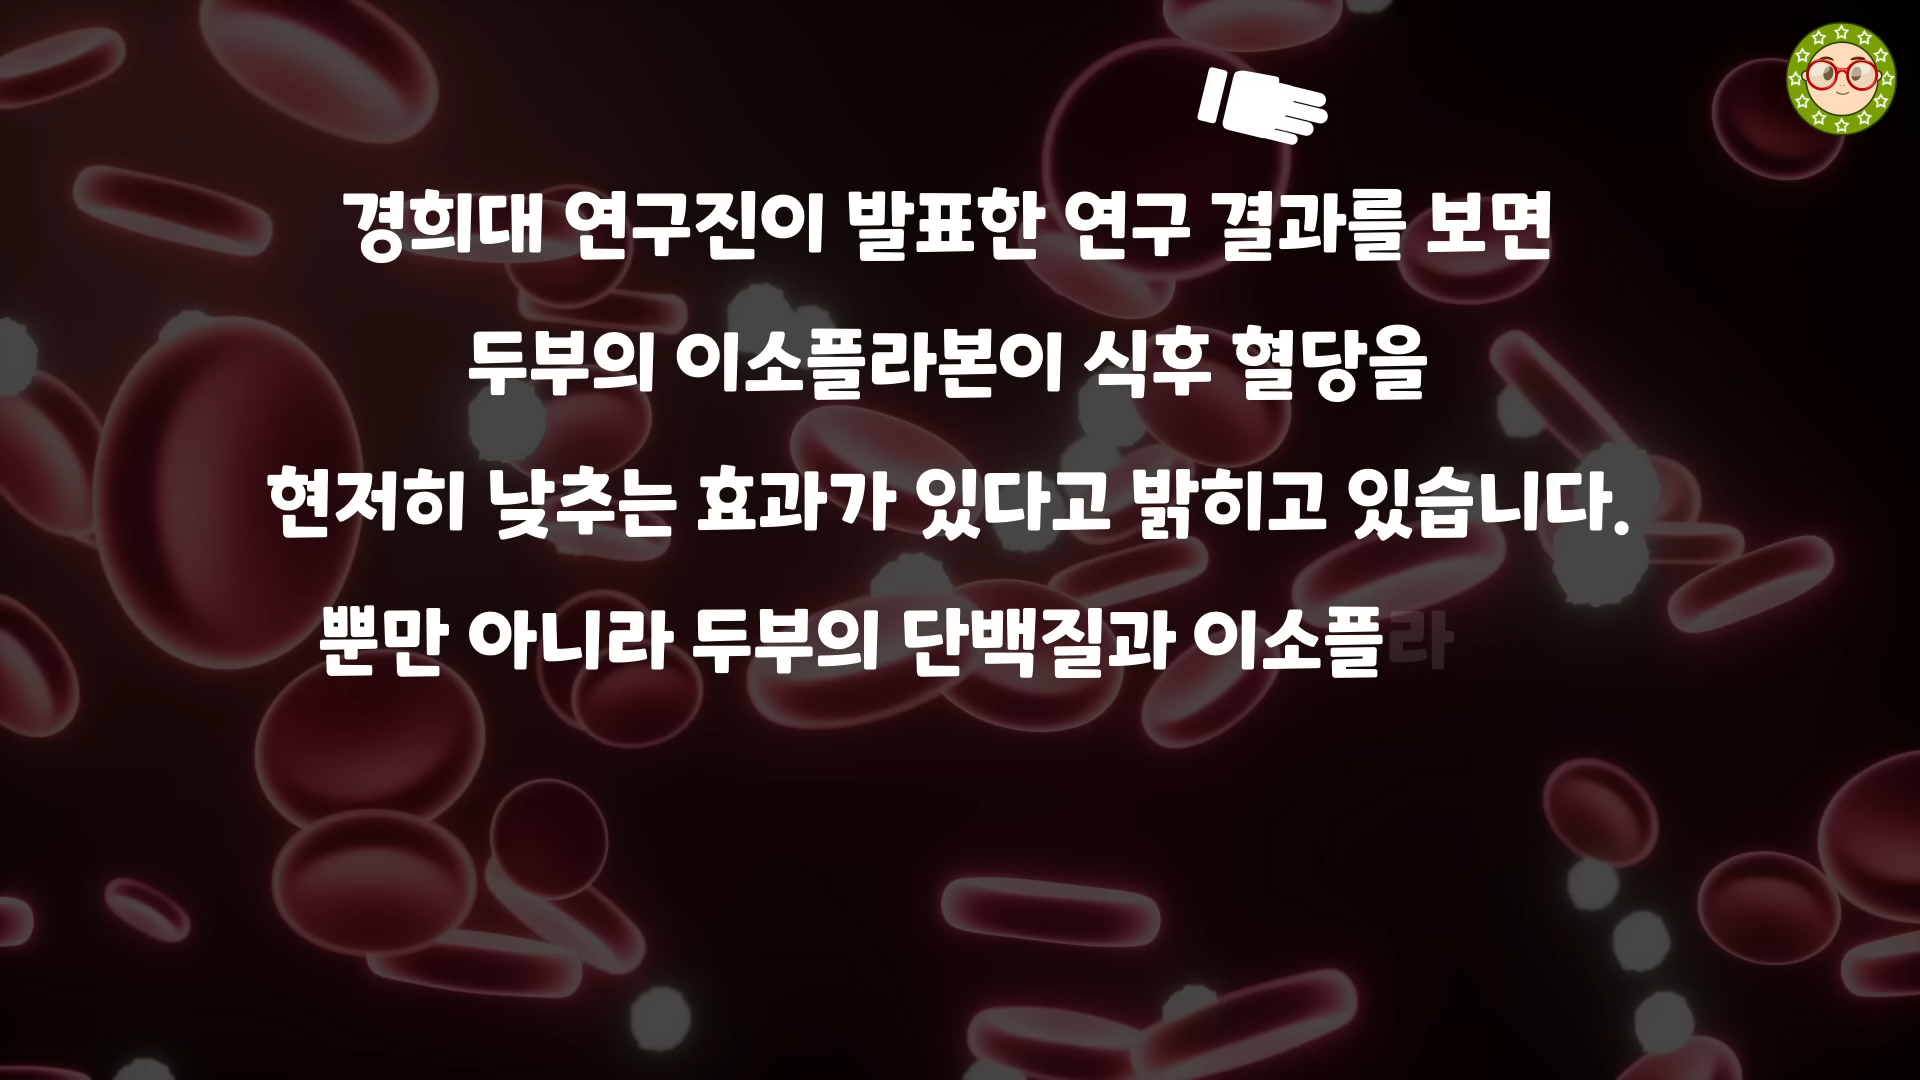 경희대 연구진이 발표한 연구 결과를 보면
두부의 이소플라본이 식후 혈당을
현저히 낮추는 효과가 있다고 밝히고 있습니다.
뿐만 아니라 두부의 단백질과 이소플라